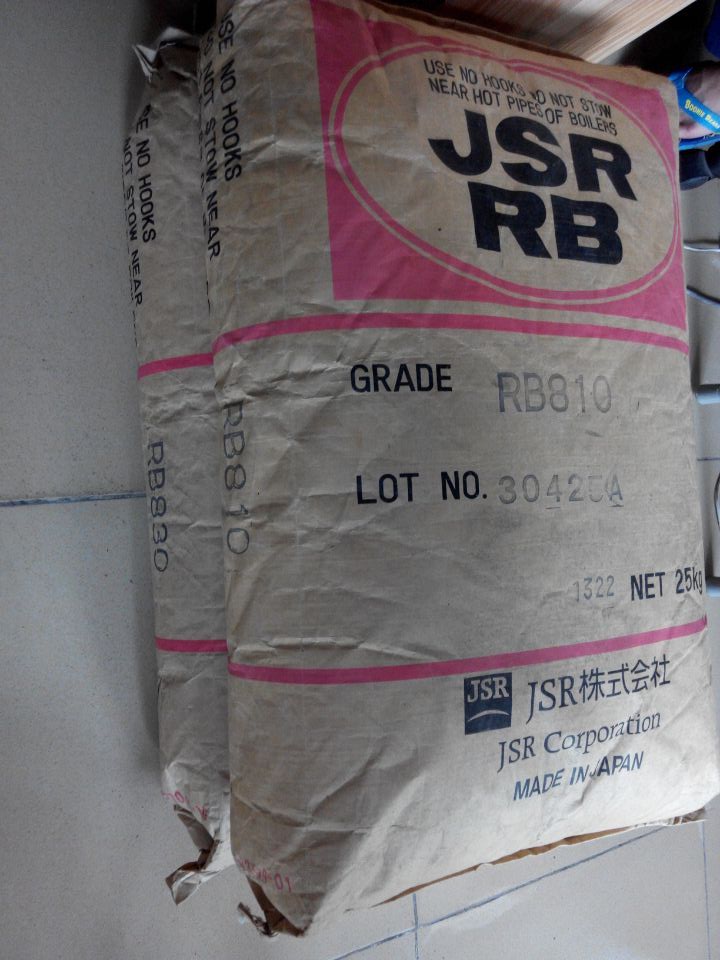 USE NO HOOKS DO NOT STOW
NEAR HOT PIPES OF BOILERS
JSR
RB
GRADE RB810
LOT NO. 30425A
1322 NET 25kg
JSR JSR株式会社
JSR Corporation
MADE IN JAPAN
USE NO HOOKS
NOT STOW NEAR
RB810
NO HOOKS
NOT STOW NEAR
RB830